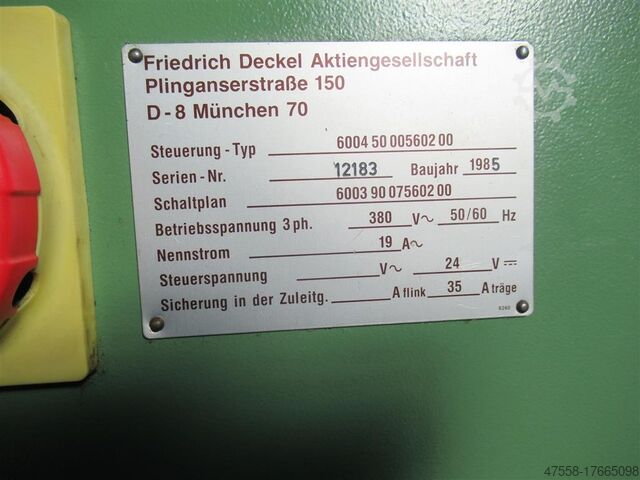 Friedrich Deckel Aktiengesellschaft
Plinganserstraße 150
D-8 München 70
Steuerung-Typ 6004 50 005602 00
Serien-Nr. 12183 Baujahr 1985
Schaltplan 6003 90 075602 00
Betriebsspannung 3 ph. 380 V~ 50/60 Hz
Nennstrom 19 A~
Steuerspannung V~ 24 V⎓
Sicherung in der Zuleitg. A flink 35 A träge
6260
47558-17665098